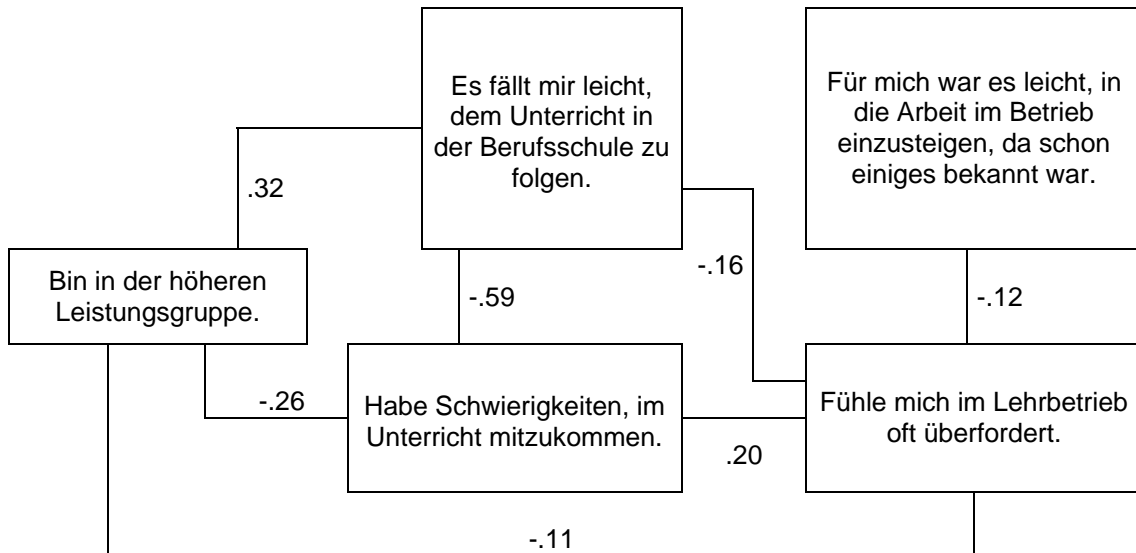 Es fällt mir leicht,
dem Unterricht in
der Berufsschule zu
folgen.
Für mich war es leicht, in
die Arbeit im Betrieb
einzusteigen, da schon
einiges bekannt war.
.32
-.16
Bin in der höheren
Leistungsgruppe.
-.59
-.12
-.26
Habe Schwierigkeiten, im
Unterricht mitzukommen.
.20
Fühle mich im Lehrbetrieb
oft überfordert.
-.11